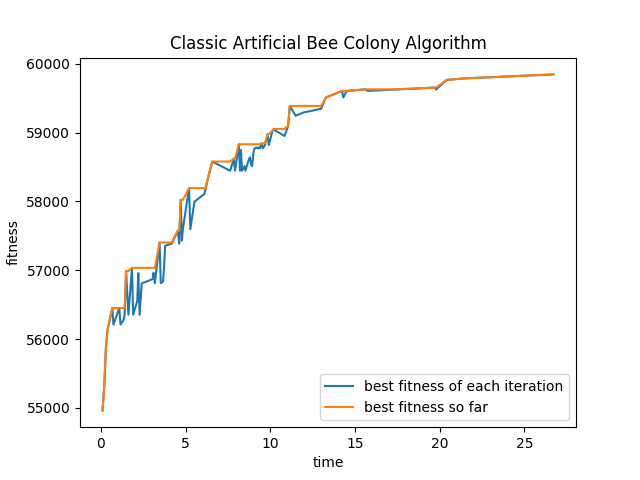 Classic Artificial Bee Colony Algorithm
60000
59000
58000
57000
56000
55000
fitness
0 5 10 15 20 25
time
best fitness of each iteration
best fitness so far